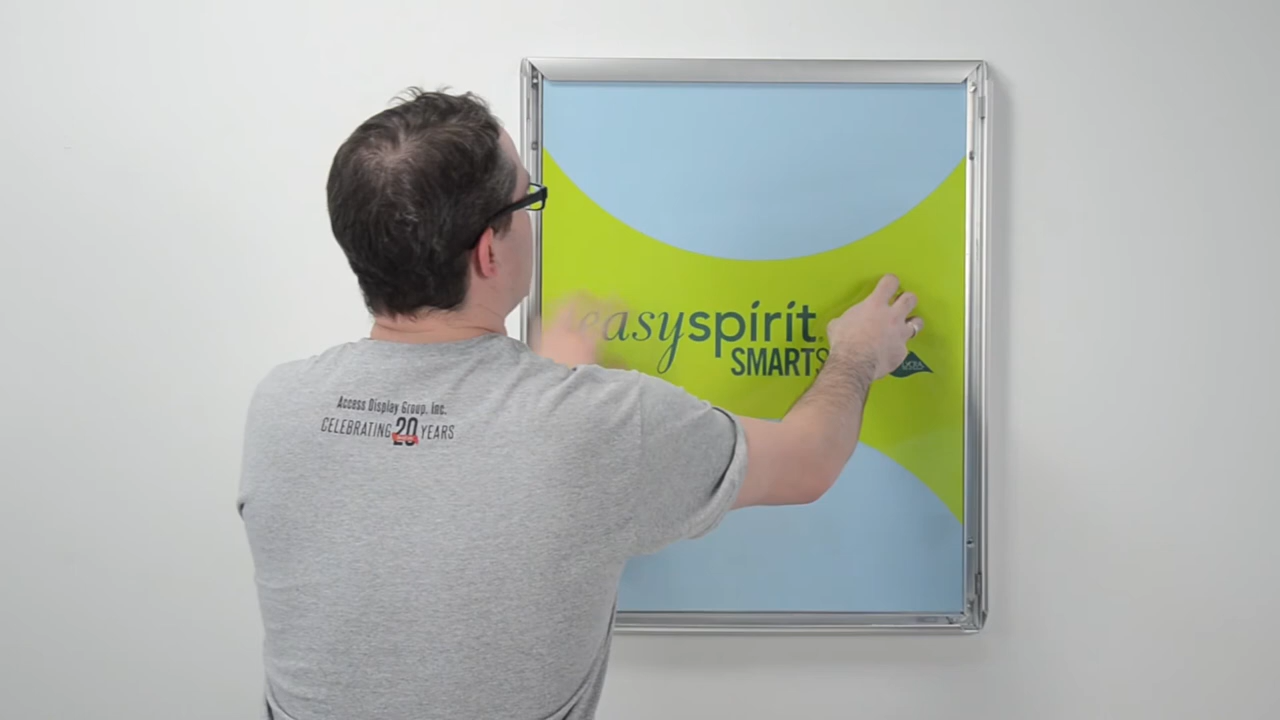 Access Display Group, Inc.
CELEBRATING 20 YEARS
easyspirit
SMARTS